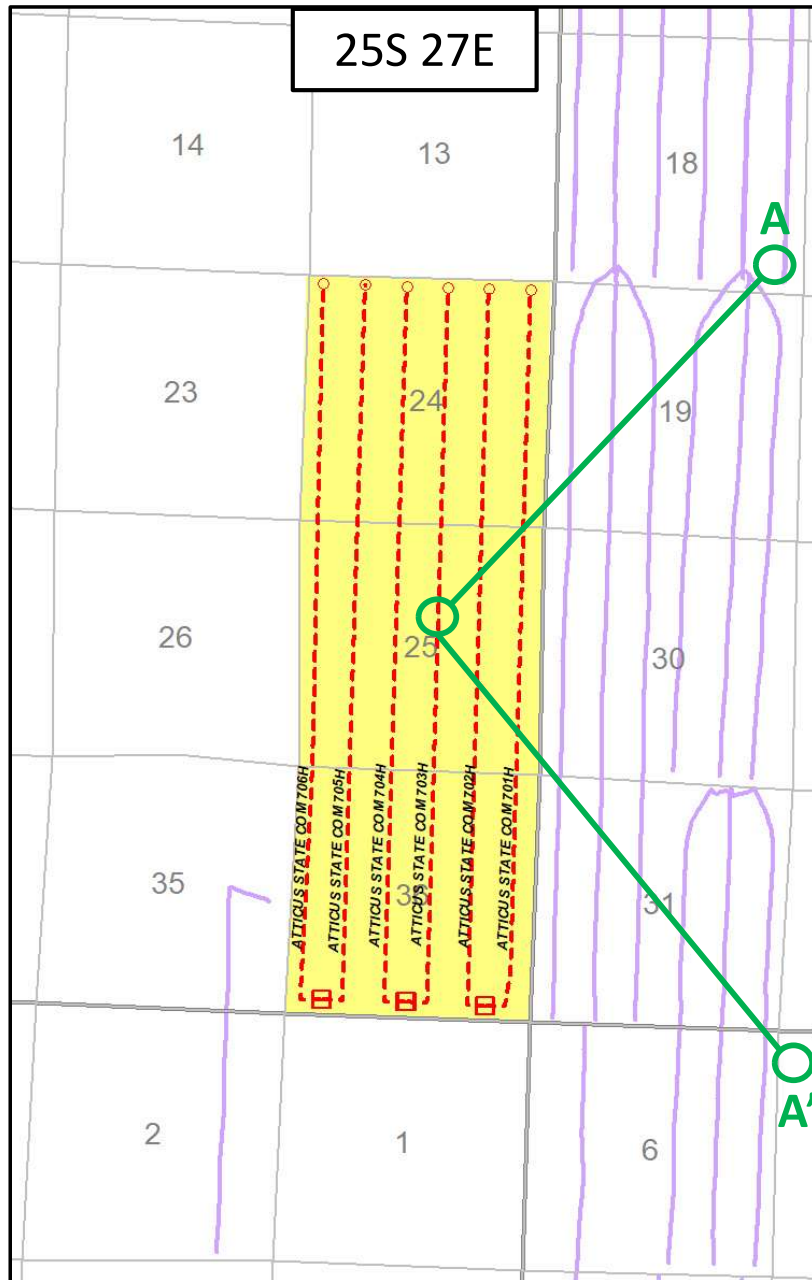 25S 27E
14
13
18
A
23
24
19
26
25
30
ATTICUS STATE COM 706H
ATTICUS STATE COM 705H
ATTICUS STATE COM 704H
ATTICUS STATE COM 703H
ATTICUS STATE COM 702H
ATTICUS STATE COM 701H
35
36
31
A'
2
1
6